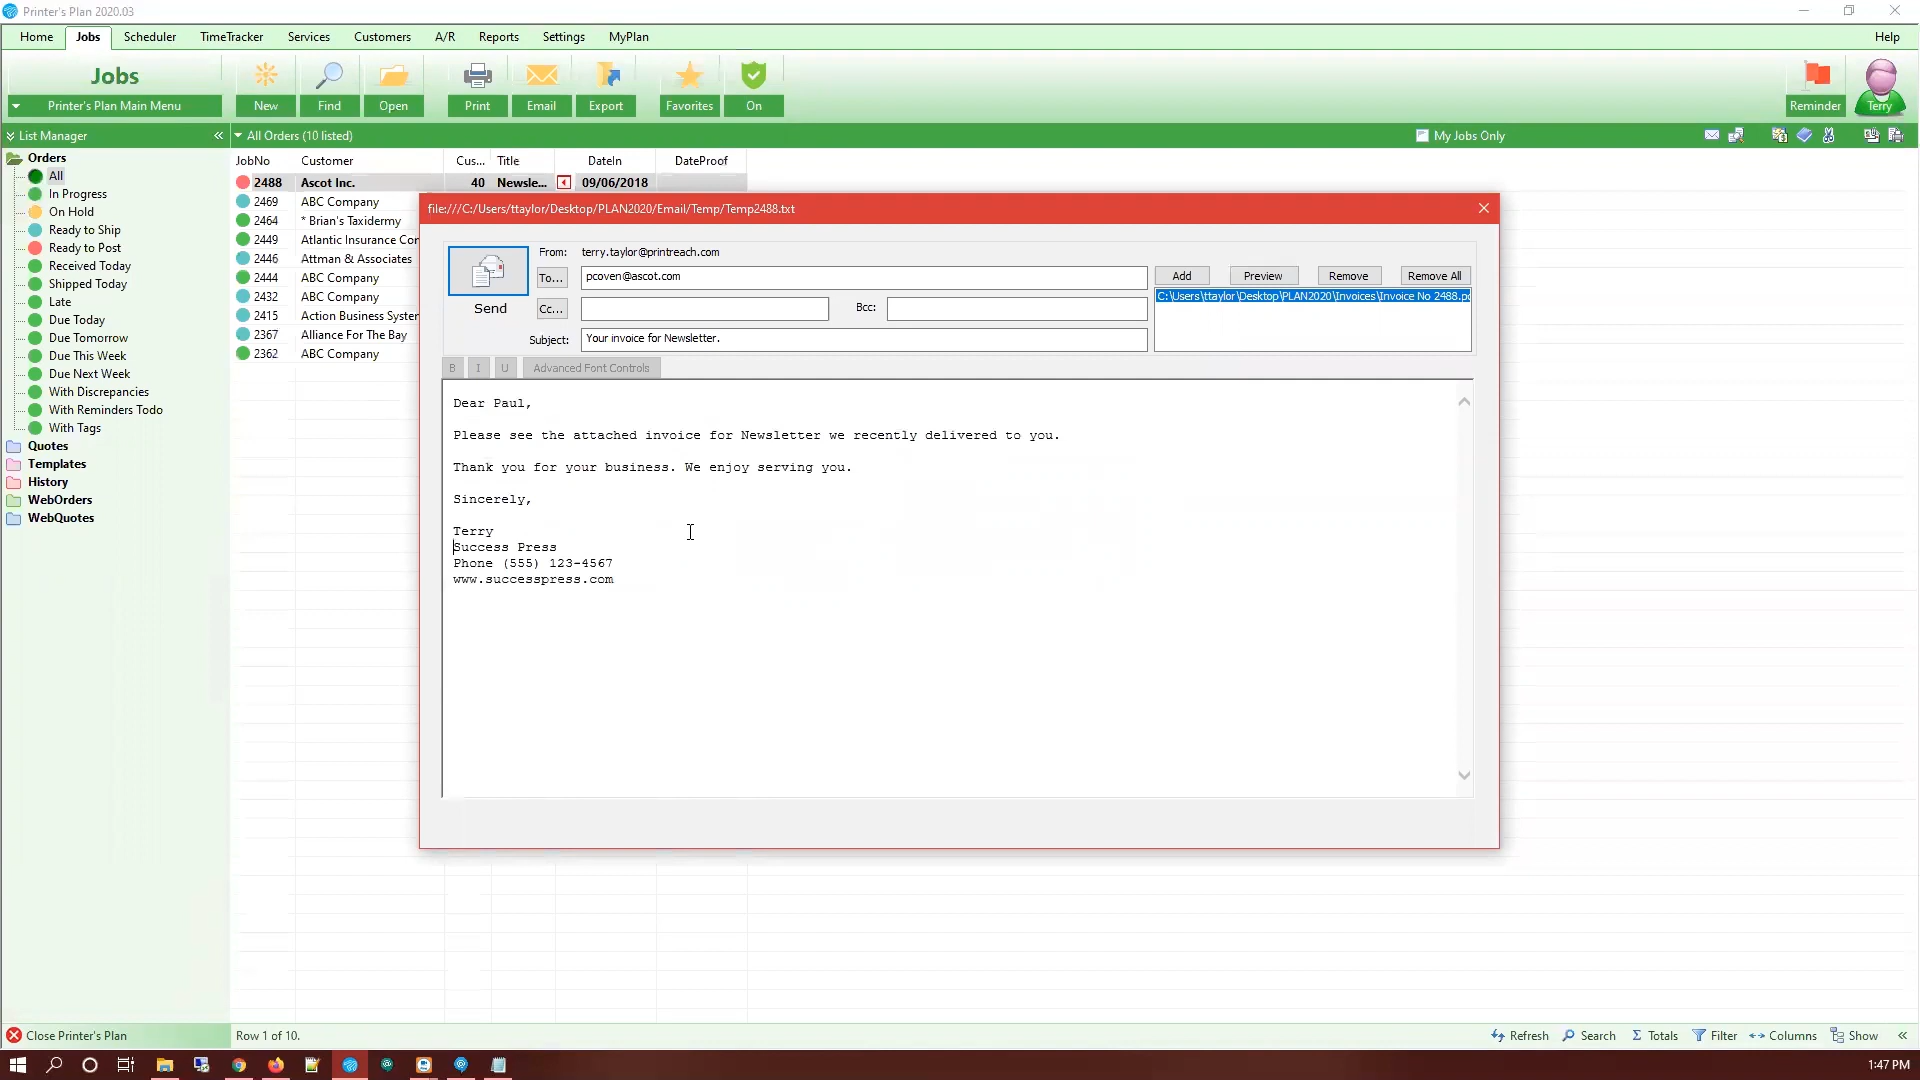 Printer's Plan 2020.03
Home Jobs Scheduler TimeTracker Services Customers A/R Reports Settings MyPlan Help
Jobs
Printer's Plan Main Menu
New Find Open Print Email Export Favorites On Reminder Terry
List Manager « All Orders (10 listed) My Jobs Only
Orders
All
In Progress
On Hold
Ready to Ship
Ready to Post
Received Today
Shipped Today
Late
Due Today
Due Tomorrow
Due This Week
Due Next Week
With Discrepancies
With Reminders Todo
With Tags
Quotes
Templates
History
WebOrders
WebQuotes
JobNo Customer Cus... Title DateIn DateProof
2488 Ascot Inc. 40 Newsle... 09/06/2018
2469 ABC Company
2464 * Brian's Taxidermy
2449 Atlantic Insurance Cor
2446 Attman & Associates
2444 ABC Company
2432 ABC Company
2415 Action Business System
2367 Alliance For The Bay
2362 ABC Company
file:///C:/Users/ttaylor/Desktop/PLAN2020/Email/Temp/Temp2488.txt
Send
From: terry.taylor@printreach.com
To... pcoven@ascot.com
Cc... Bcc:
Subject: Your invoice for Newsletter.
Add Preview Remove Remove All
C:\Users\ttaylor\Desktop\PLAN2020\Invoices\Invoice No 2488.pd
B I U Advanced Font Controls
Dear Paul,
Please see the attached invoice for Newsletter we recently delivered to you.
Thank you for your business. We enjoy serving you.
Sincerely,
Terry
Success Press
Phone (555) 123-4567
www.successpress.com
Close Printer's Plan Row 1 of 10. Refresh Search Σ Totals Filter Columns Show «
1:47 PM